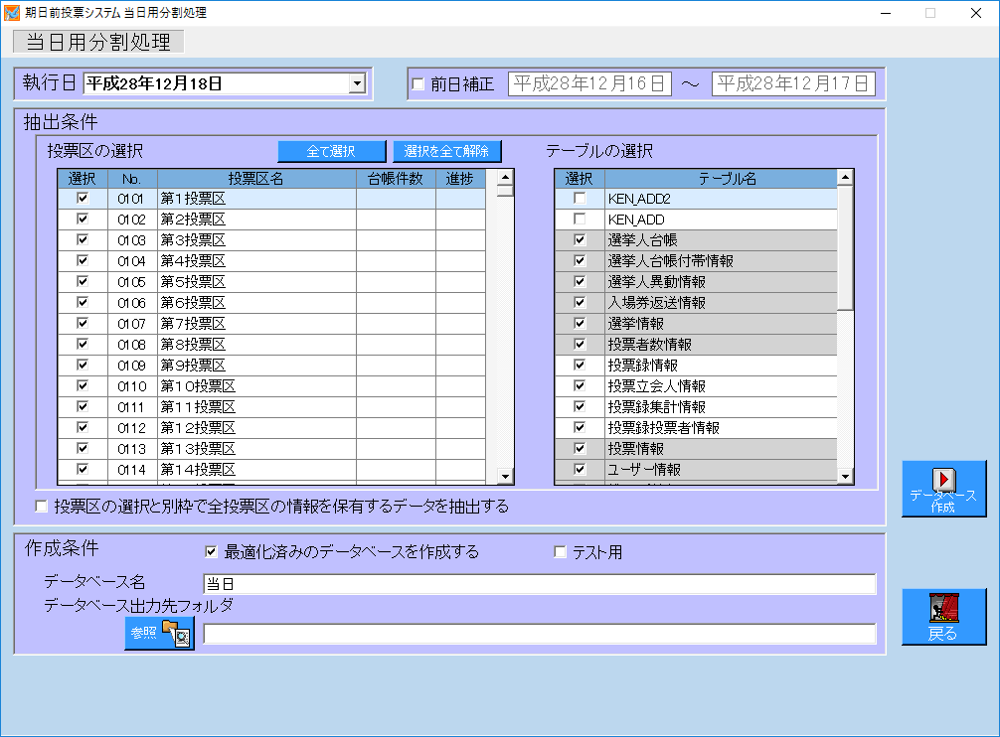 期日前投票システム 当日用分割処理
当日用分割処理
執行日 平成28年12月18日 前日補正 平成28年12月16日 ～ 平成28年12月17日
抽出条件
投票区の選択 全て選択 選択を全て解除
選択 No. 投票区名 台帳件数 進捗
0101 第1投票区
0102 第2投票区
0103 第3投票区
0104 第4投票区
0105 第5投票区
0106 第6投票区
0107 第7投票区
0108 第8投票区
0109 第9投票区
0110 第10投票区
0111 第11投票区
0112 第12投票区
0113 第13投票区
0114 第14投票区
テーブルの選択
選択 テーブル名
KEN_ADD2
KEN_ADD
選挙人台帳
選挙人台帳付帯情報
選挙人異動情報
入場券返送情報
選挙情報
投票者数情報
投票録情報
投票立会人情報
投票録集計情報
投票録投票者情報
投票情報
ユーザー情報
投票区の選択と別枠で全投票区の情報を保有するデータを抽出する
データベース
作成
作成条件 最適化済みのデータベースを作成する テスト用
データベース名 当日
データベース出力先フォルダ
参照
戻る